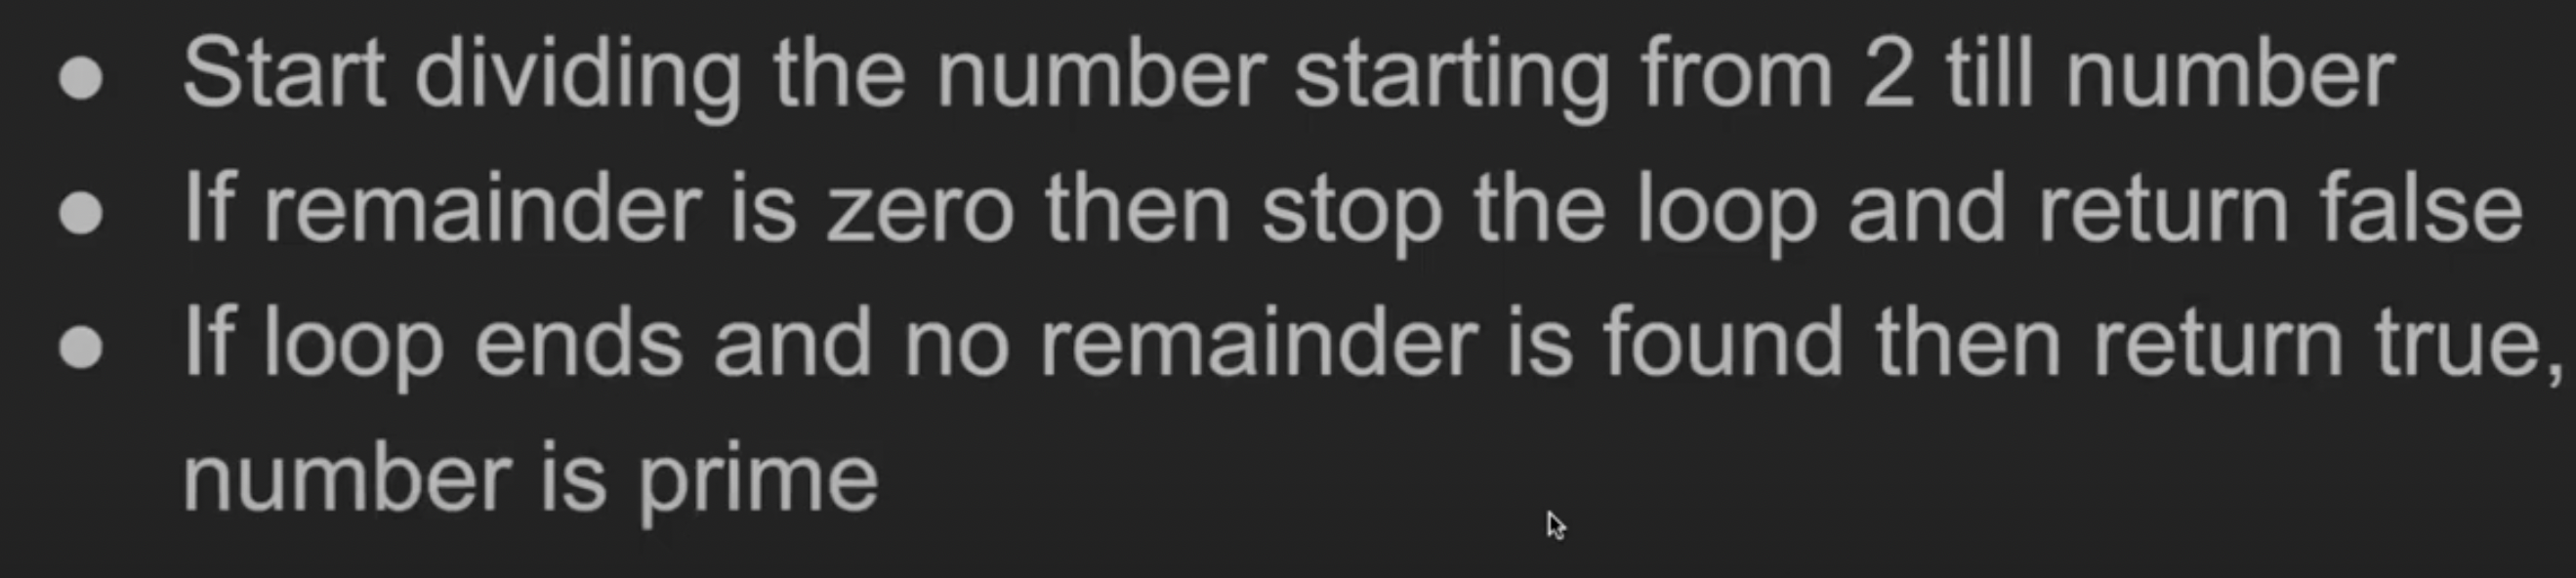 ● Start dividing the number starting from 2 till number
● If remainder is zero then stop the loop and return false
● If loop ends and no remainder is found then return true,
number is prime